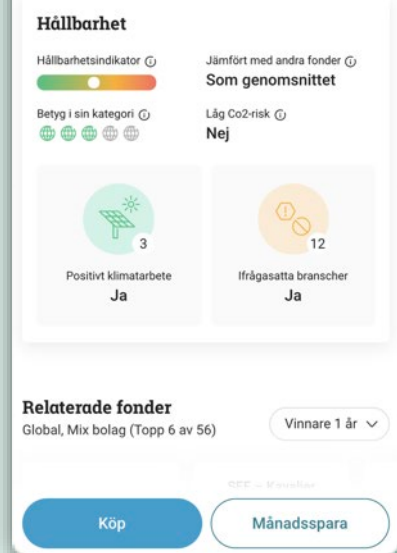 Hållbarhet
Hållbarhetsindikator
Jämfört med andra fonder
Som genomsnittet
Betyg i sin kategori
Låg Co2-risk
Nej
3
Positivt klimatarbete
Ja
12
Ifrågasatta branscher
Ja
Relaterade fonder
Global, Mix bolag (Topp 6 av 56)
Vinnare 1 år
Köp
Månadsspara